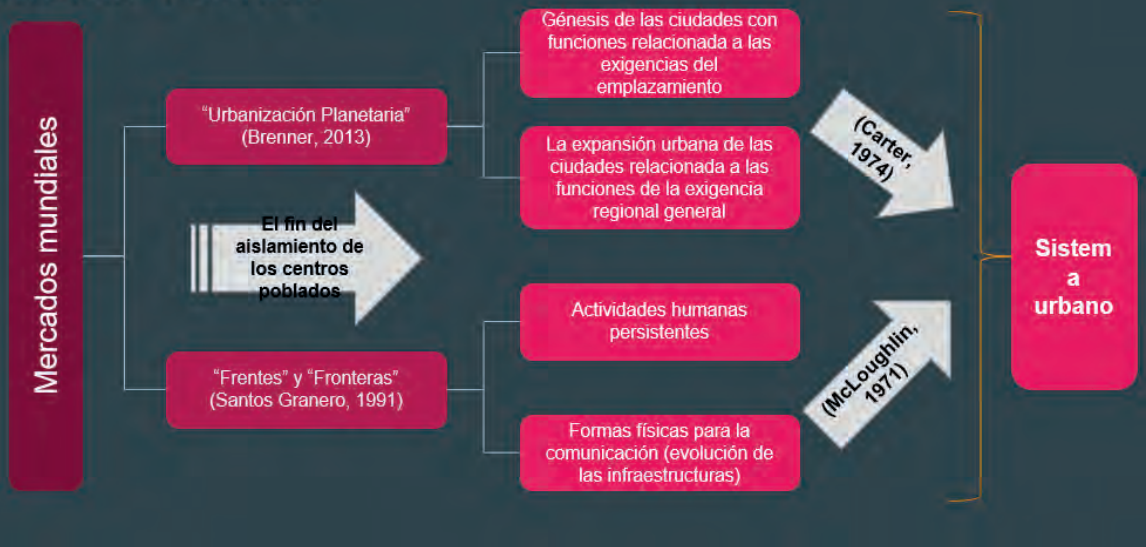 Mercados mundiales
“Urbanización Planetaria”
(Brenner, 2013)
El fin del
aislamiento de
los centros
poblados
“Frentes” y “Fronteras”
(Santos Granero, 1991)
Génesis de las ciudades con
funciones relacionada a las
exigencias del
emplazamiento
La expansión urbana de las
ciudades relacionada a las
funciones de la exigencia
regional general
Actividades humanas
persistentes
Formas físicas para la
comunicación (evolución de
las infraestructuras)
(Carter,
1974)
(McLoughlin,
1971)
Sistem
a
urbano